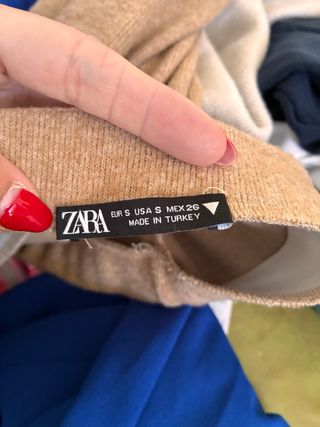 ZARA EUR S USA S MEX 26
MADE IN TURKEY